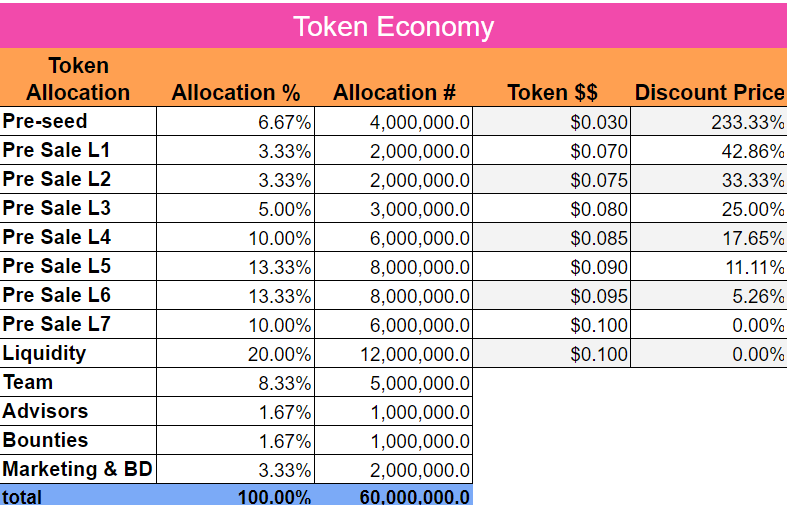 Token Economy
Token
Allocation Allocation % Allocation # Token $$ Discount Price
Pre-seed 6.67% 4,000,000.0 $0.030 233.33%
Pre Sale L1 3.33% 2,000,000.0 $0.070 42.86%
Pre Sale L2 3.33% 2,000,000.0 $0.075 33.33%
Pre Sale L3 5.00% 3,000,000.0 $0.080 25.00%
Pre Sale L4 10.00% 6,000,000.0 $0.085 17.65%
Pre Sale L5 13.33% 8,000,000.0 $0.090 11.11%
Pre Sale L6 13.33% 8,000,000.0 $0.095 5.26%
Pre Sale L7 10.00% 6,000,000.0 $0.100 0.00%
Liquidity 20.00% 12,000,000.0 $0.100 0.00%
Team 8.33% 5,000,000.0
Advisors 1.67% 1,000,000.0
Bounties 1.67% 1,000,000.0
Marketing & BD 3.33% 2,000,000.0
total 100.00% 60,000,000.0